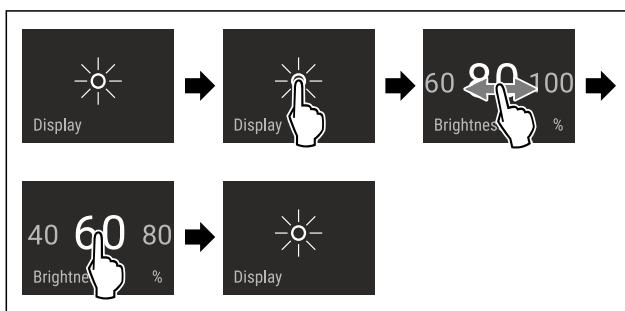 Display
Display
60 80 100
Brightnes %
40 60 80
Brightne %
Display